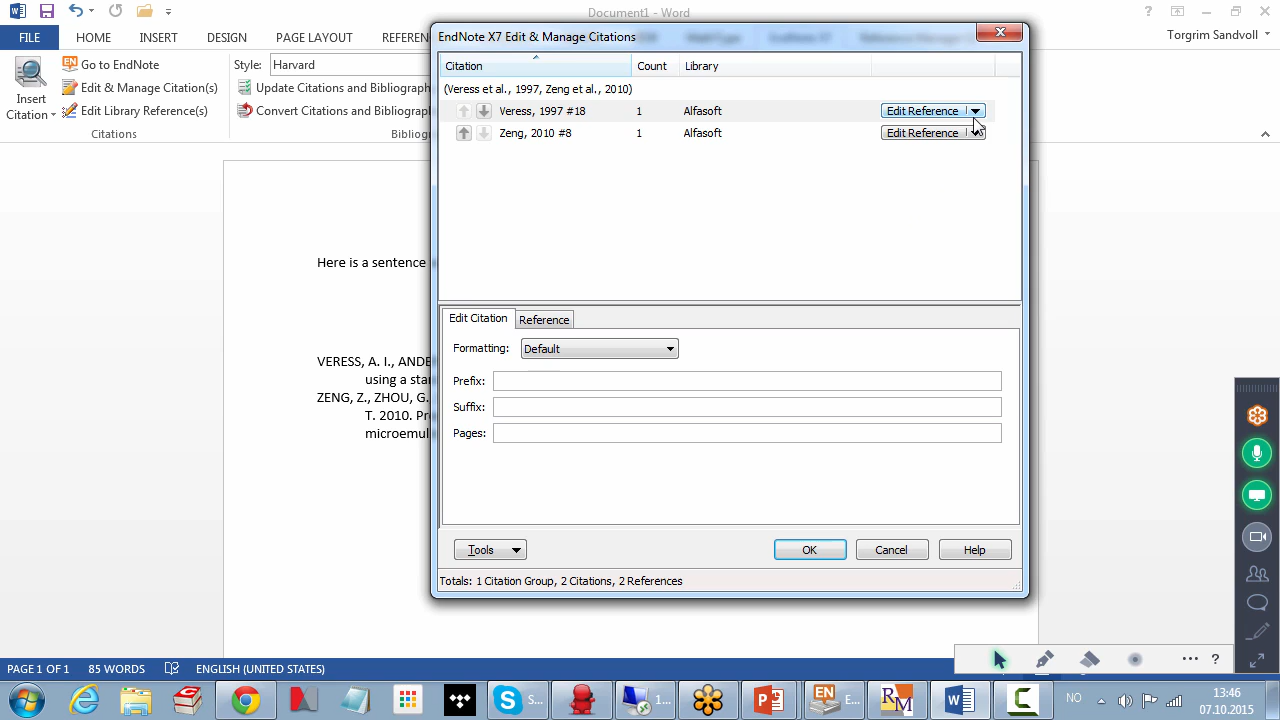 Document1 - Word
FILE
HOME
INSERT
DESIGN
PAGE LAYOUT
REFEREN
Torgrim Sandvoll
Insert
Citation
Go to EndNote
Edit & Manage Citation(s)
Edit Library Reference(s)
Citations
Style:
Harvard
Update Citations and Bibliograp
Convert Citations and Bibliogra
Bibliog
Here is a sentence
VERESS, A. I., ANDE
using a sta
ZENG, Z., ZHOU, G.
T. 2010. Pr
microemul
EndNote X7 Edit & Manage Citations
Citation
Count
Library
(Veress et al., 1997, Zeng et al., 2010)
Veress, 1997 #18
1
Alfasoft
Edit Reference
Zeng, 2010 #8
1
Alfasoft
Edit Reference
Edit Citation
Reference
Formatting:
Default
Prefix:
Suffix:
Pages:
Tools
OK
Cancel
Help
Totals: 1 Citation Group, 2 Citations, 2 References
PAGE 1 OF 1
85 WORDS
ENGLISH (UNITED STATES)
S...
1...
E...
NO
13:46
07.10.2015